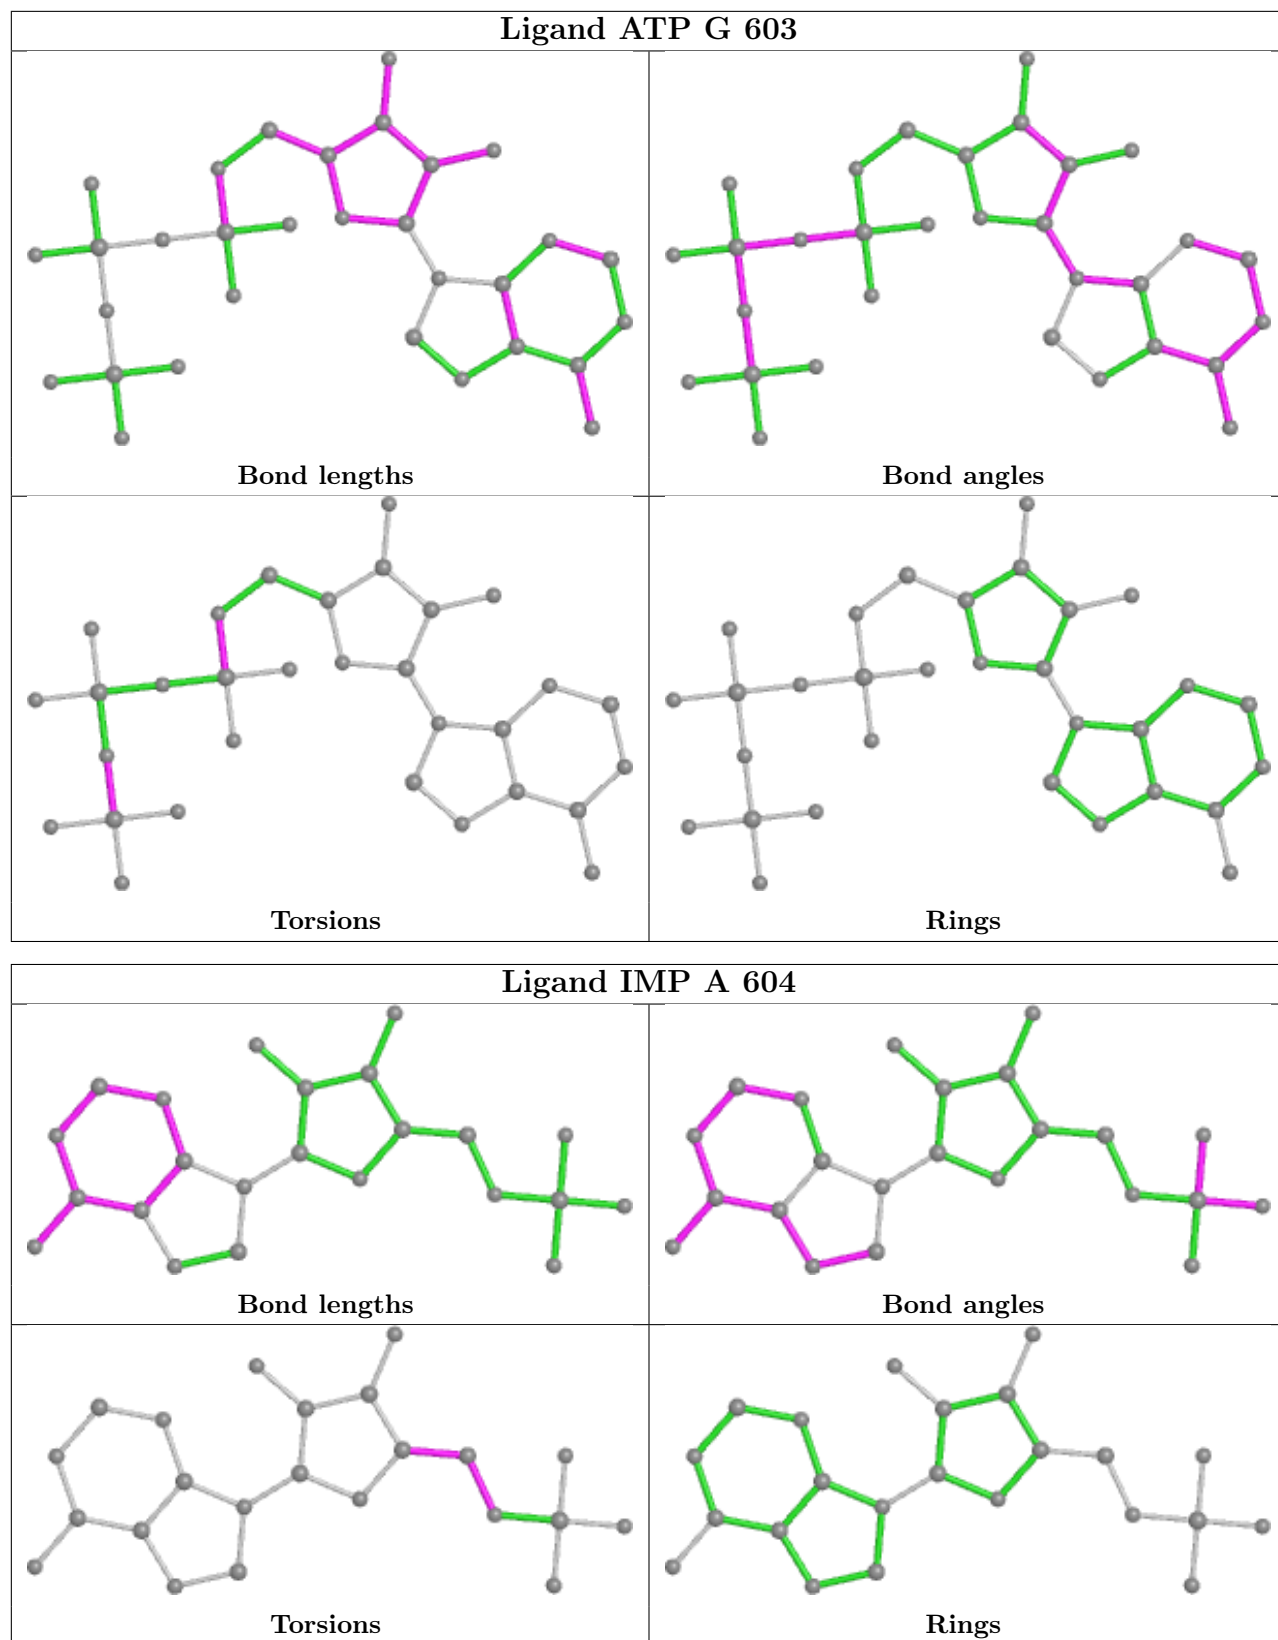 Ligand ATP G 603
Bond lengths
Bond angles
Torsions
Rings
Ligand IMP A 604
Bond lengths
Bond angles
Torsions
Rings